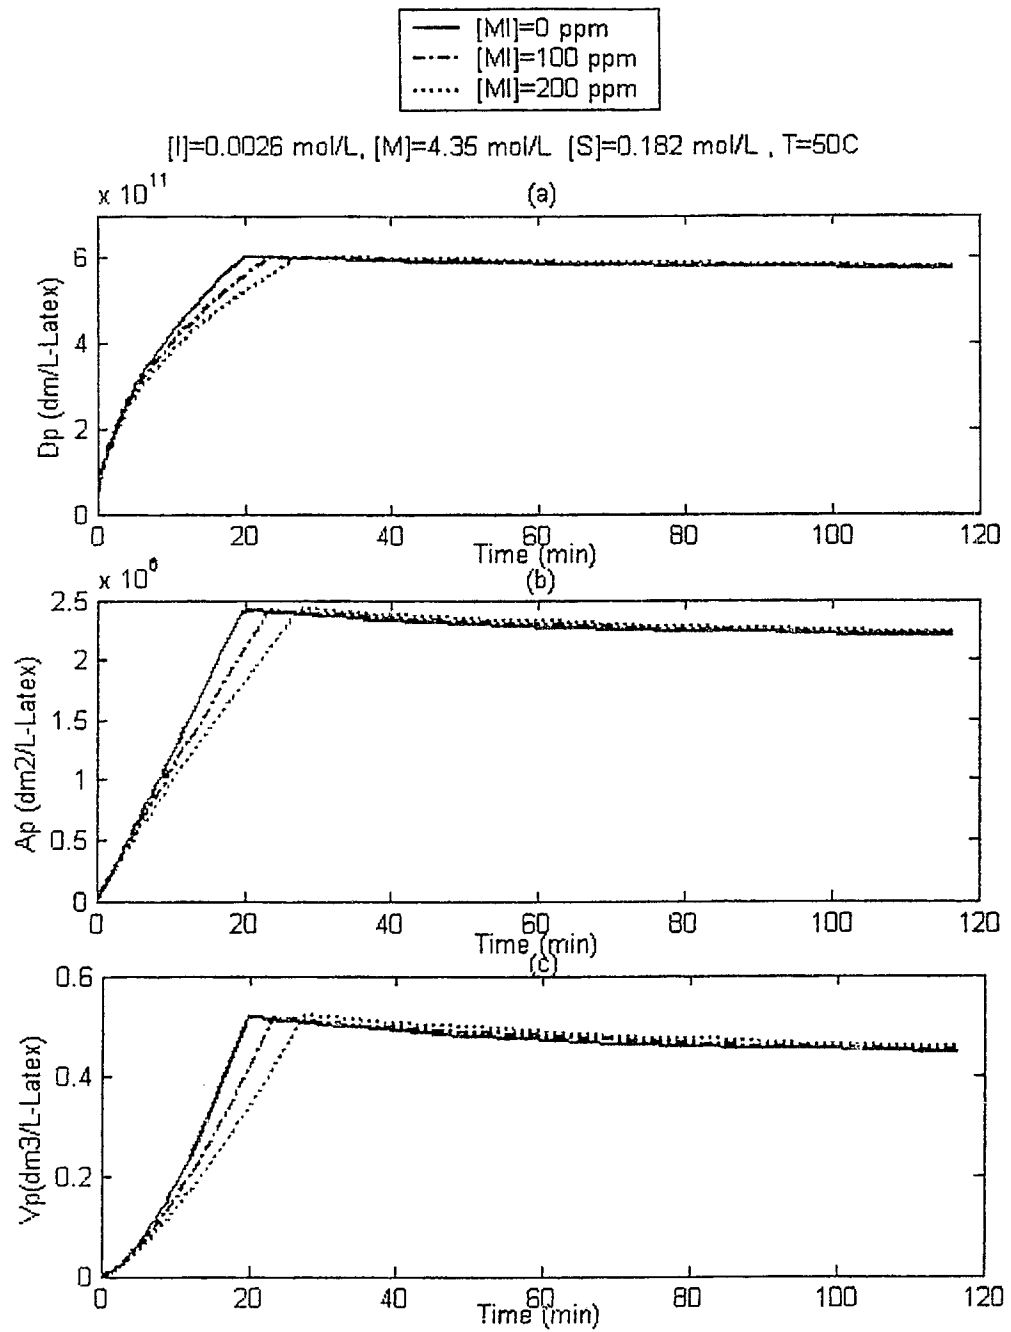 [MI]=0 ppm
[MI]=100 ppm
[MI]=200 ppm
[I]=0.0026 mol/L, [M]=4.35 mol/L [S]=0.182 mol/L , T=50C
x 10^11
(a)
6
4
2
0
Dp (dm/L-Latex)
0 20 40 60 80 100 120
Time (min)
x 10^6
(b)
2.5
2
1.5
1
0.5
0
Ap (dm2/L-Latex)
0 20 40 60 80 100 120
Time (min)
(c)
0.6
0.4
0.2
0
Vp(dm3/L-Latex)
0 20 40 60 80 100 120
Time (min)